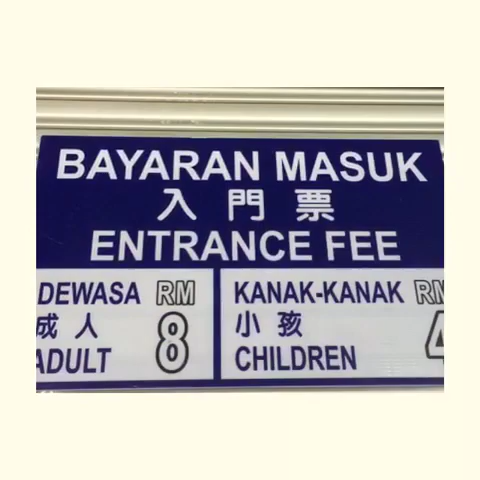 BAYARAN MASUK
入門票
ENTRANCE FEE
DEWASA RM
成人 8
ADULT
KANAK-KANAK RM
小孩 4
CHILDREN